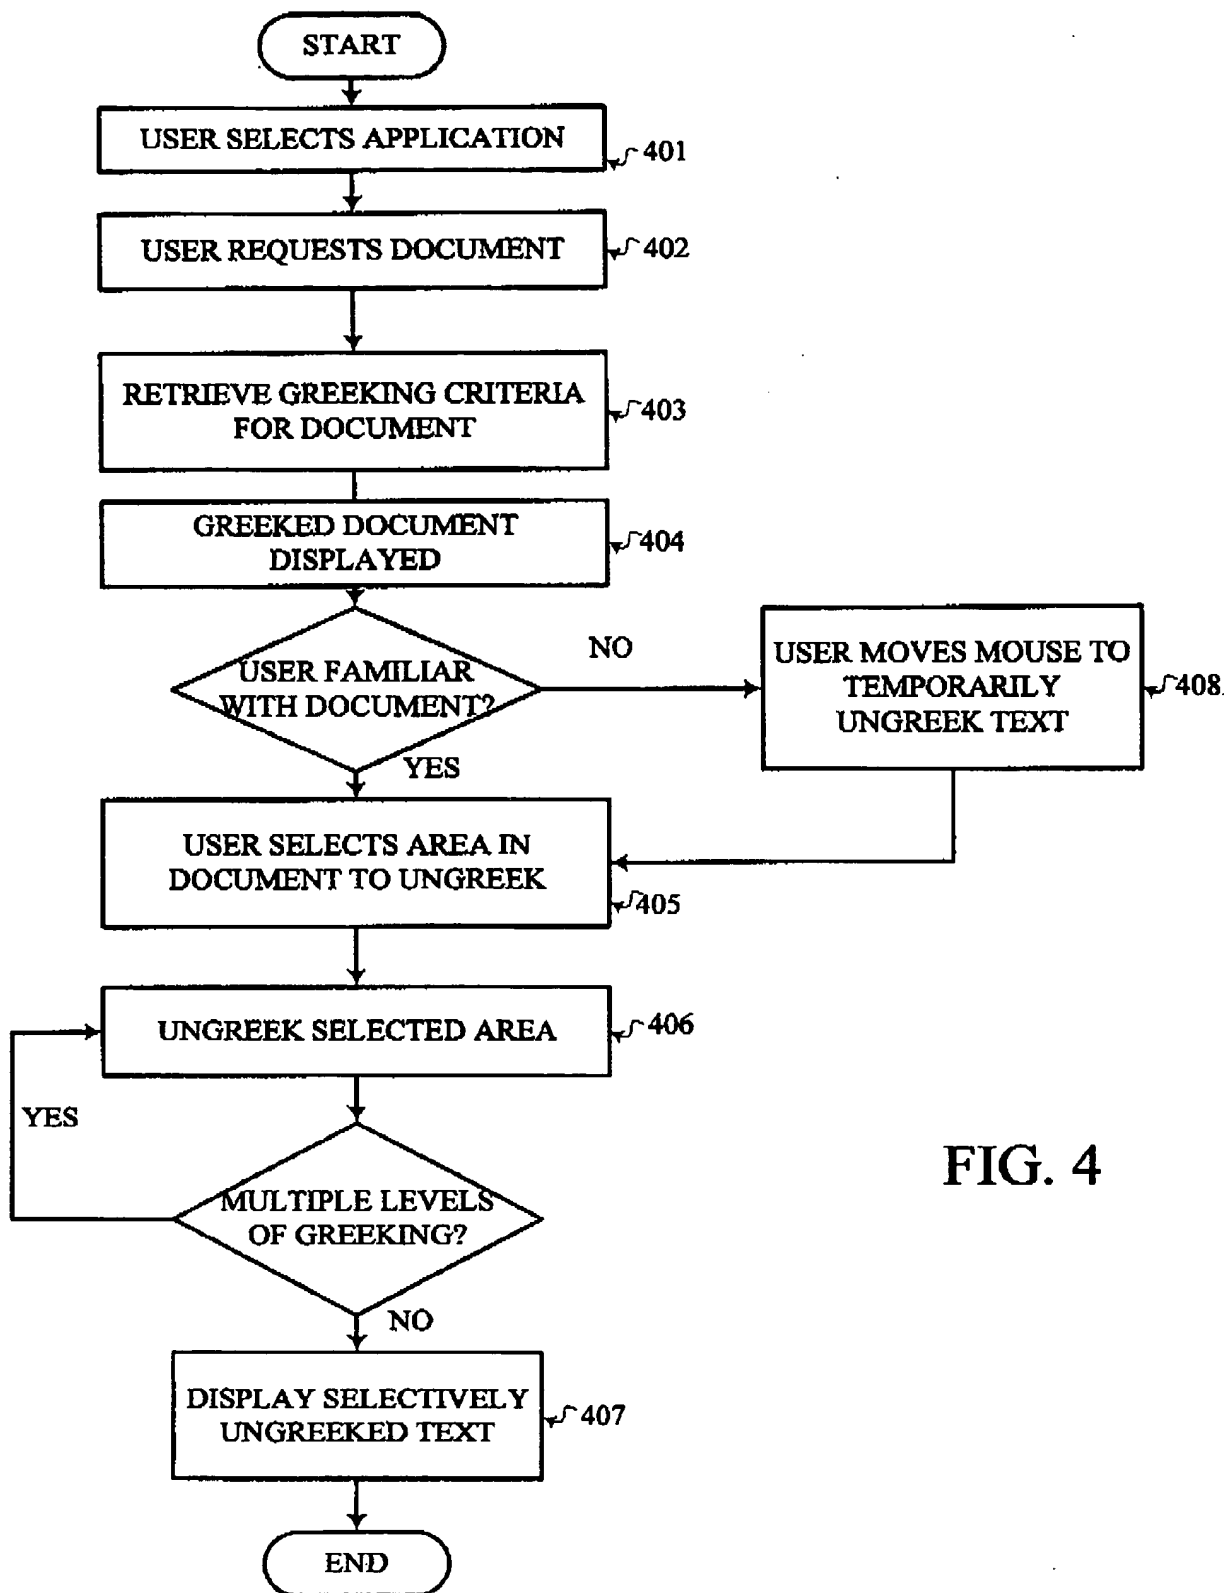 START
USER SELECTS APPLICATION
401
USER REQUESTS DOCUMENT
402
RETRIEVE GREEKING CRITERIA
FOR DOCUMENT
403
GREEKED DOCUMENT
DISPLAYED
404
USER FAMILIAR
WITH DOCUMENT?
NO
USER MOVES MOUSE TO
TEMPORARILY
UNGREEK TEXT
408
YES
USER SELECTS AREA IN
DOCUMENT TO UNGREEK
405
UNGREEK SELECTED AREA
406
YES
MULTIPLE LEVELS
OF GREEKING?
FIG. 4
NO
DISPLAY SELECTIVELY
UNGREEKED TEXT
407
END